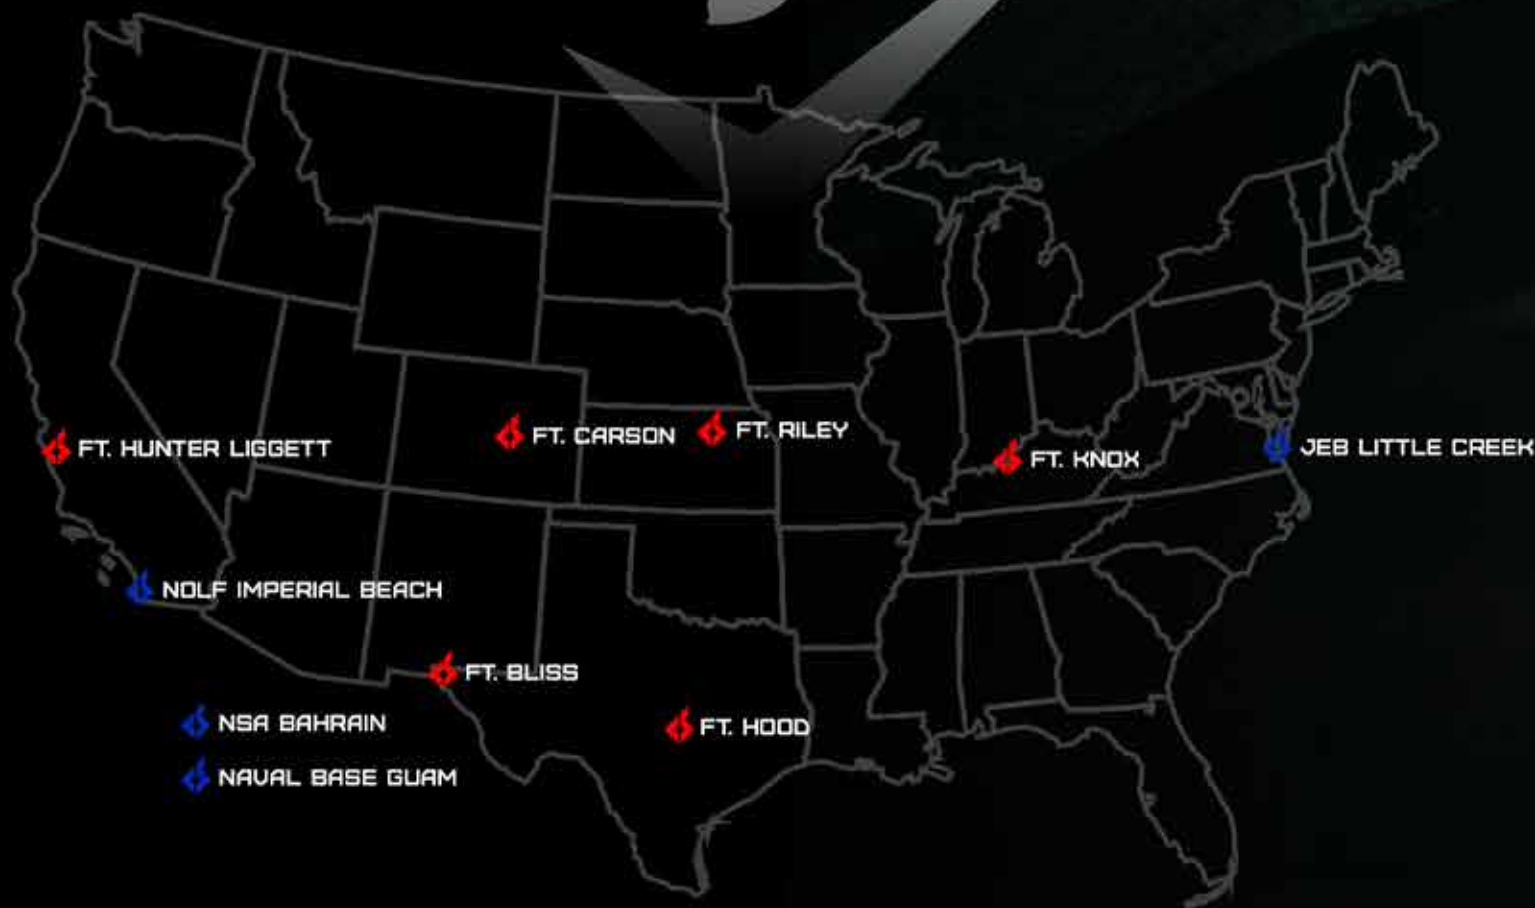 FT. HUNTER LIGGETT
FT. CARSON
FT. RILEY
FT. KNOX
JEB LITTLE CREEK
NOLF IMPERIAL BEACH
FT. BLISS
NSA BAHRAIN
FT. HOOD
NAVAL BASE GUAM